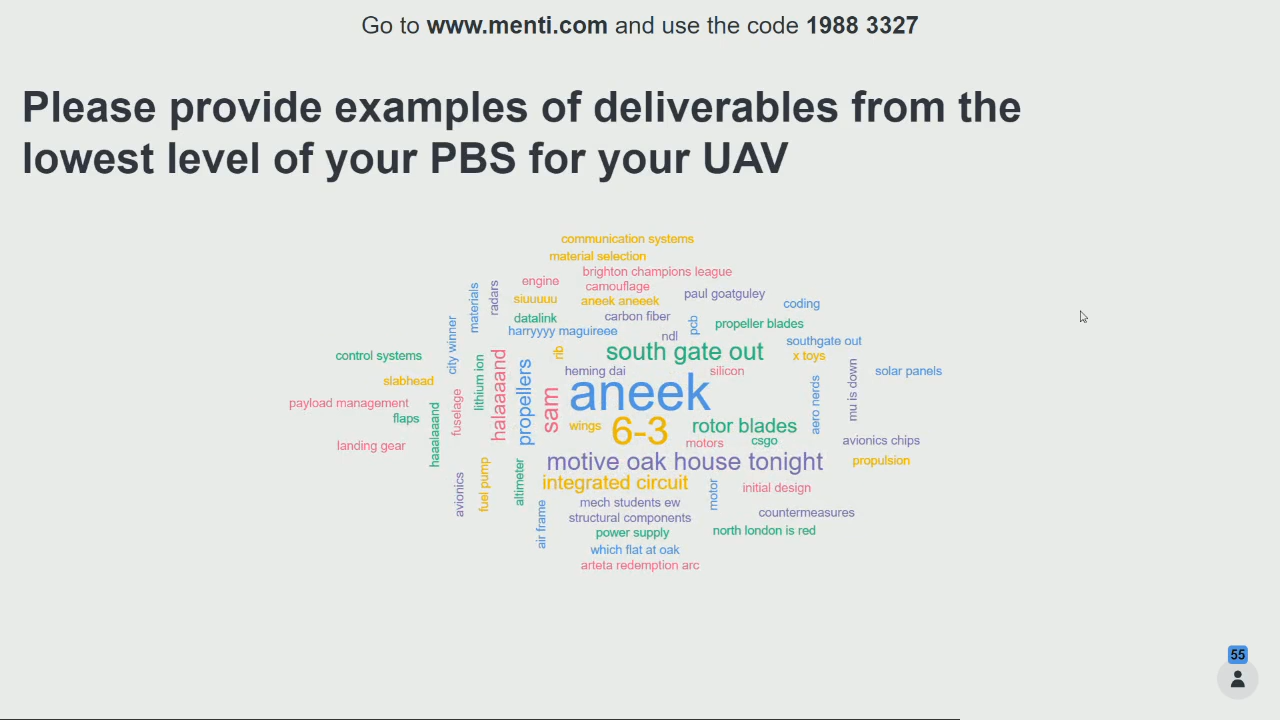 Go to www.menti.com and use the code 1988 3327
Please provide examples of deliverables from the
lowest level of your PBS for your UAV
communication systems
material selection
brighton champions league
engine
camouflage
siuuuuu
aneek aneeek
paul goatguley
coding
materials
radars
datalink
carbon fiber
pcb
propeller blades
harryyyy maguireee
ndl
southgate out
city winner
control systems
rib
south gate out
x toys
slabhead
lithium ion
halaaaand
propellers
heming dai
silicon
solar panels
aneek
sam
aero nerds
mu is down
payload management
fuselage
flaps
haaalaaand
wings
6-3
rotor blades
landing gear
motors
csgo
avionics chips
motive oak house tonight
propulsion
avionics
fuel pump
altimeter
integrated circuit
motor
initial design
mech students ew
countermeasures
air frame
structural components
power supply
north london is red
which flat at oak
arteta redemption arc
55